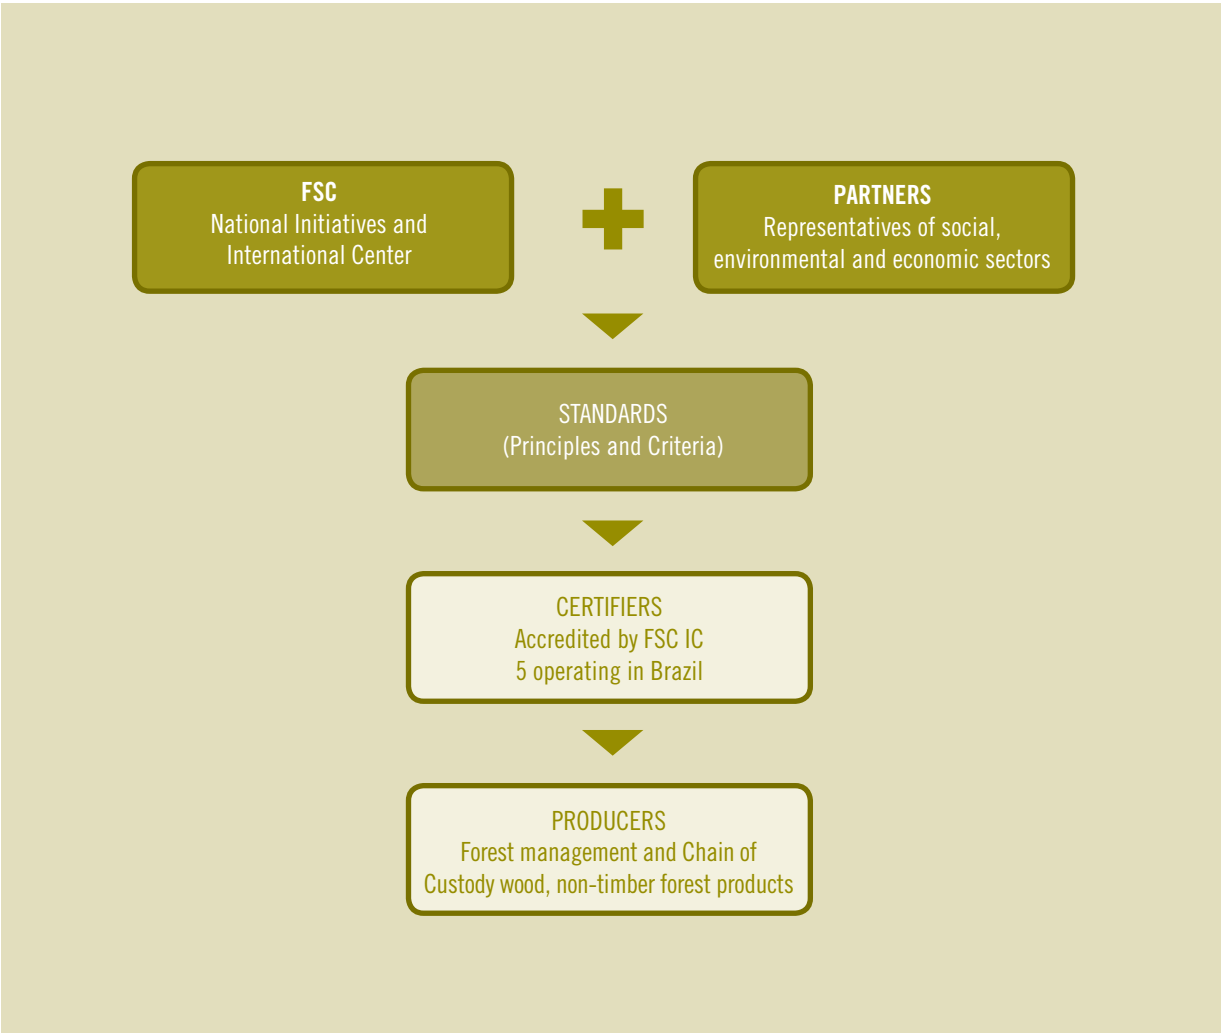 FSC
National Initiatives and
International Center
PARTNERS
Representatives of social,
environmental and economic sectors
STANDARDS
(Principles and Criteria)
CERTIFIERS
Accredited by FSC IC
5 operating in Brazil
PRODUCERS
Forest management and Chain of
Custody wood, non-timber forest products